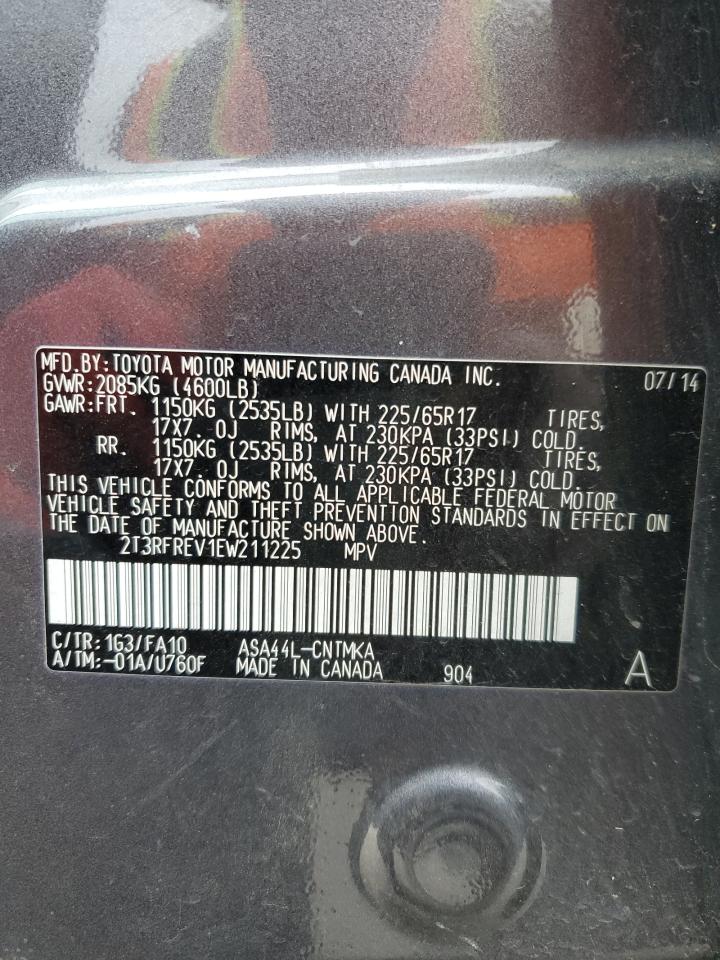 MFD.BY:TOYOTA MOTOR MANUFACTURING CANADA INC. 07/14
GVWR:2085KG (4600LB)
GAWR:FRT. 1150KG (2535LB) WITH 225/65R17 TIRES,
17X7.0J RIMS, AT 230KPA (33PSI) COLD.
RR. 1150KG (2535LB) WITH 225/65R17 TIRES,
17X7.0J RIMS, AT 230KPA (33PSI) COLD.
THIS VEHICLE CONFORMS TO ALL APPLICABLE FEDERAL MOTOR
VEHICLE SAFETY AND THEFT PREVENTION STANDARDS IN EFFECT ON
THE DATE OF MANUFACTURE SHOWN ABOVE.
2T3RFREV1EW211225 MPV
C/TR:1G3/FA10 ASA44L-CNTMKA
A/TM:-01A/U760F MADE IN CANADA 904 A